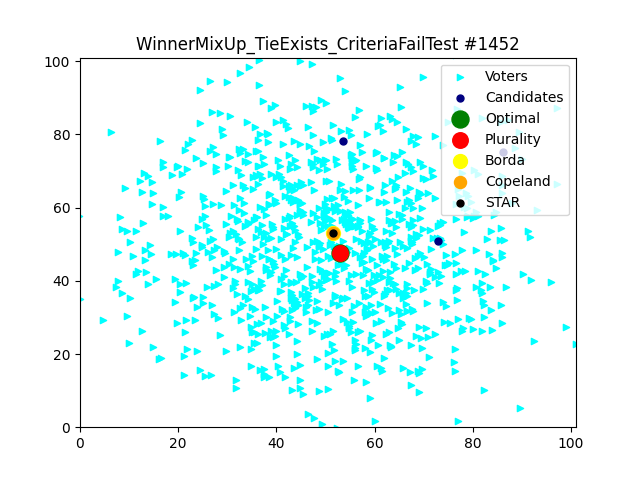 WinnerMixUp_TieExists_CriteriaFailTest #1452
100
80
60
40
20
0
0
20
40
60
80
100
Voters
Candidates
Optimal
Plurality
Borda
Copeland
STAR